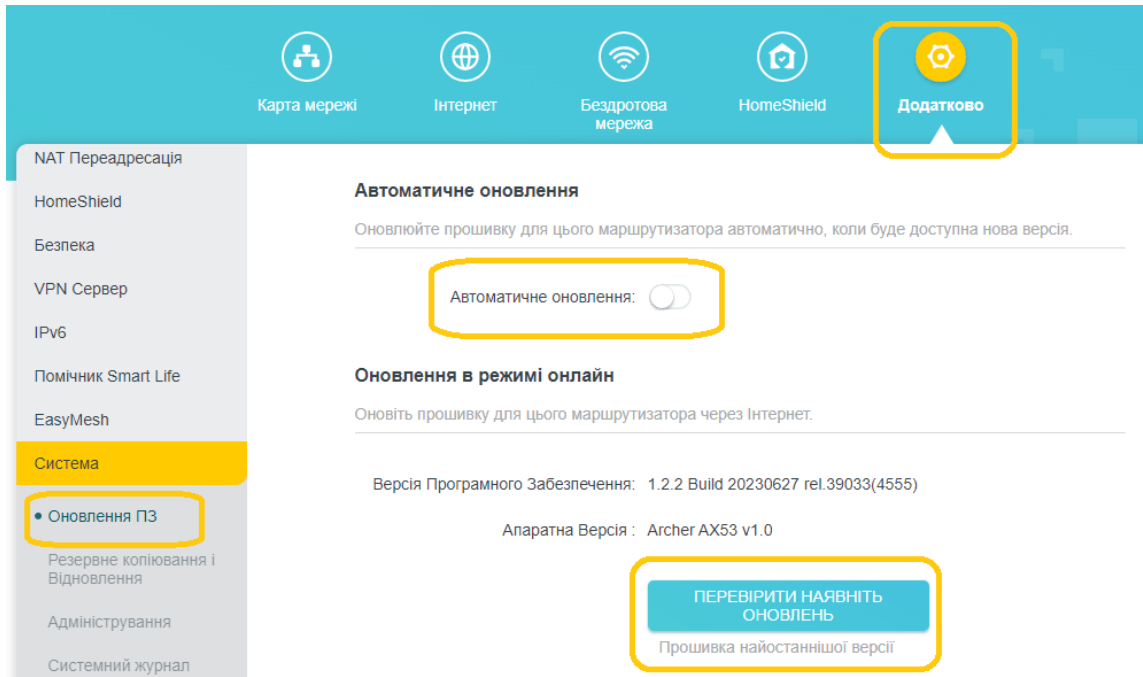 Карта мережі
Інтернет
Бездротова
мережа
HomeShield
Додатково
NAT Переадресація
HomeShield
Безпека
VPN Сервер
IPv6
Помічник Smart Life
EasyMesh
Система
Оновлення ПЗ
Резервне копіювання і
Відновлення
Адміністрування
Системний журнал
Автоматичне оновлення
Оновлюйте прошивку для цього маршрутизатора автоматично, коли буде доступна нова версія.
Автоматичне оновлення:
Оновлення в режимі онлайн
Оновіть прошивку для цього маршрутизатора через Інтернет.
Версія Програмного Забезпечення: 1.2.2 Build 20230627 rel.39033(4555)
Апаратна Версія : Archer AX53 v1.0
ПЕРЕВІРИТИ НАЯВНІТЬ
ОНОВЛЕНЬ
Прошивка найостаннішої версії